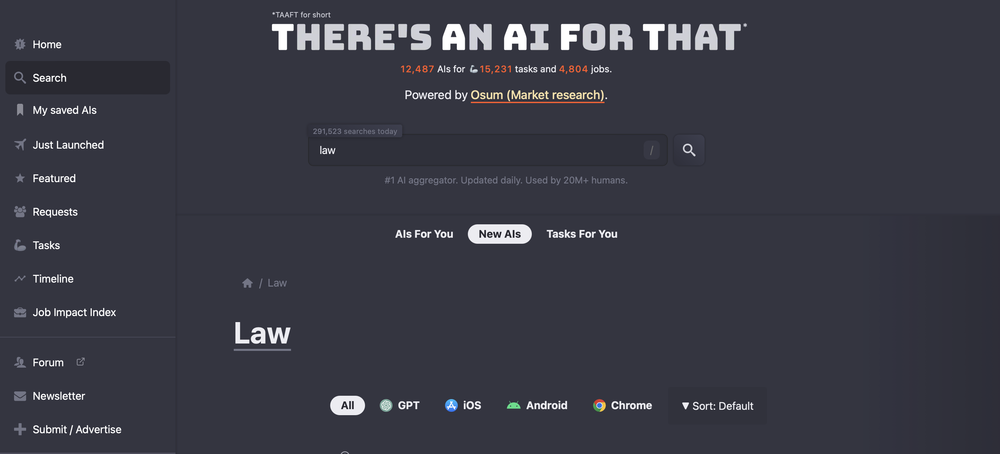 Home
Search
My saved AIs
Just Launched
Featured
Requests
Tasks
Timeline
Job Impact Index
Forum
Newsletter
Submit / Advertise
*TAAFT for short
THERE'S AN AI FOR THAT*
12,487 AIs for 15,231 tasks and 4,804 jobs.
Powered by Osum (Market research).
291,523 searches today
law /
#1 AI aggregator. Updated daily. Used by 20M+ humans.
AIs For You New AIs Tasks For You
/ Law
Law
All GPT iOS Android Chrome ▼ Sort: Default